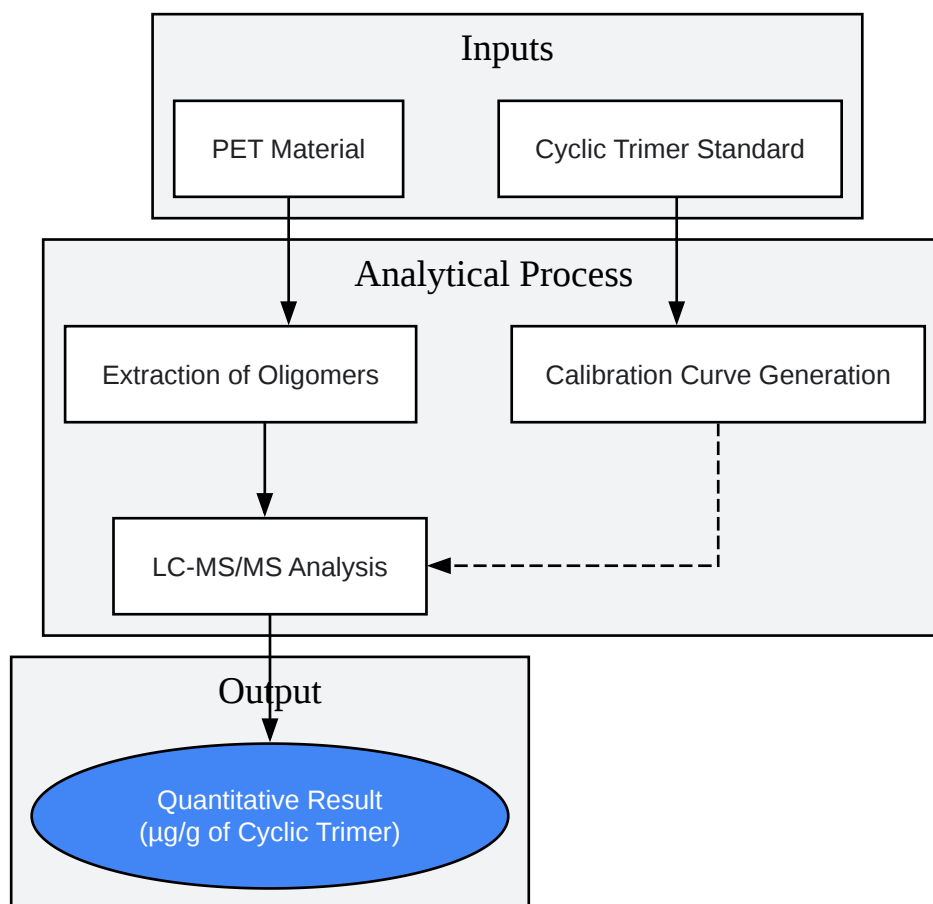 Inputs
PET Material
Cyclic Trimer Standard
Analytical Process
Extraction of Oligomers
Calibration Curve Generation
LC-MS/MS Analysis
Output
Quantitative Result
(µg/g of Cyclic Trimer)